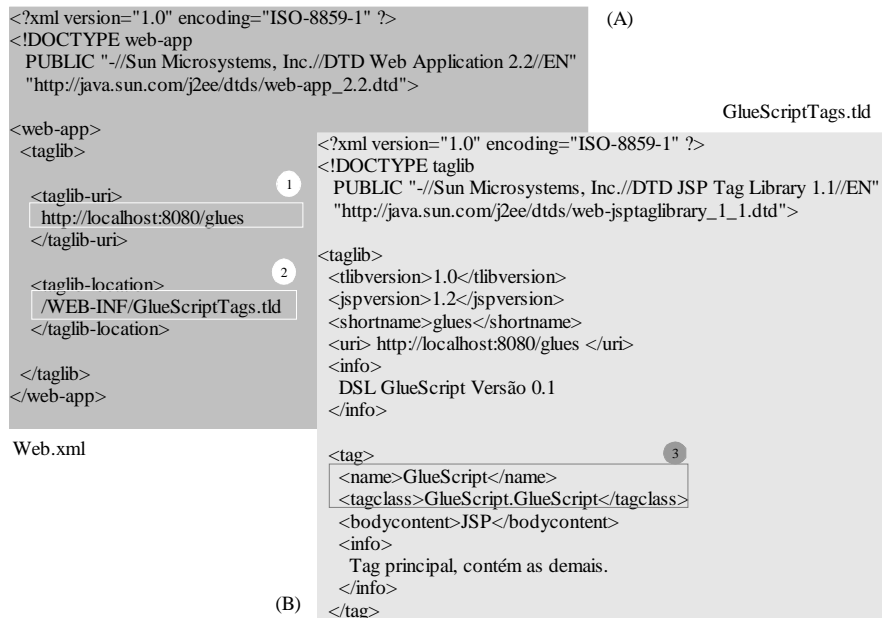 <?xml version="1.0" encoding="ISO-8859-1" ?>
<!DOCTYPE web-app
PUBLIC "-//Sun Microsystems, Inc.//DTD Web Application 2.2//EN"
"http://java.sun.com/j2ee/dtds/web-app_2.2.dtd">
<web-app>
<taglib>
<taglib-uri>
1
http://localhost:8080/glues
</taglib-uri>
<taglib-location>
2
/WEB-INF/GlueScriptTags.tld
</taglib-location>
</taglib>
</web-app>
Web.xml
(A)
GlueScriptTags.tld
<?xml version="1.0" encoding="ISO-8859-1" ?>
<!DOCTYPE taglib
PUBLIC "-//Sun Microsystems, Inc.//DTD JSP Tag Library 1.1//EN"
"http://java.sun.com/j2ee/dtds/web-jsptaglibrary_1_1.dtd">
<taglib>
<tlibversion>1.0</tlibversion>
<jspversion>1.2</jspversion>
<shortname>glues</shortname>
<uri> http://localhost:8080/glues </uri>
<info>
DSL GlueScript Versão 0.1
</info>
<tag>
3
<name>GlueScript</name>
<tagclass>GlueScript.GlueScript</tagclass>
<bodycontent>JSP</bodycontent>
<info>
Tag principal, contém as demais.
</info>
</tag>
(B)